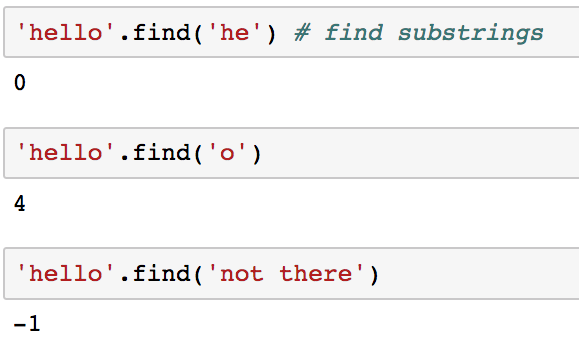 'hello'.find('he') # find substrings
0
'hello'.find('o')
4
'hello'.find('not there')
-1